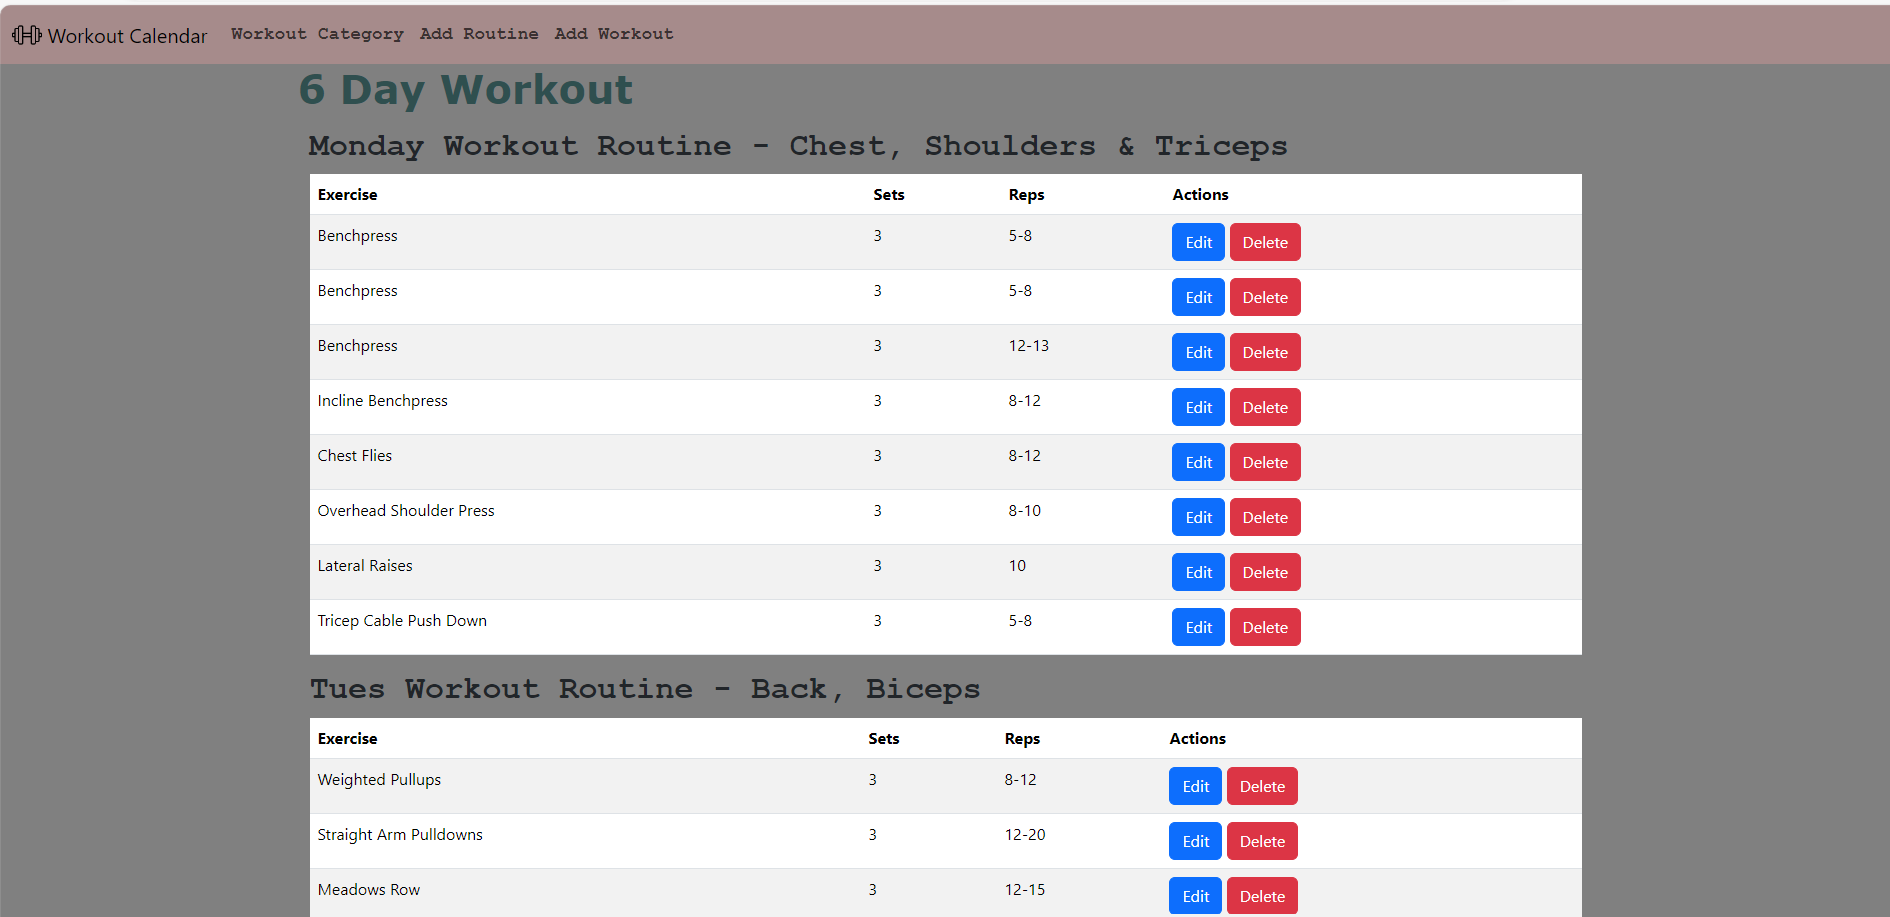 Workout Calendar Workout Category Add Routine Add Workout
6 Day Workout
Monday Workout Routine - Chest, Shoulders & Triceps
Exercise Sets Reps Actions
Benchpress 3 5-8 Edit Delete
Benchpress 3 5-8 Edit Delete
Benchpress 3 12-13 Edit Delete
Incline Benchpress 3 8-12 Edit Delete
Chest Flies 3 8-12 Edit Delete
Overhead Shoulder Press 3 8-10 Edit Delete
Lateral Raises 3 10 Edit Delete
Tricep Cable Push Down 3 5-8 Edit Delete
Tues Workout Routine - Back, Biceps
Exercise Sets Reps Actions
Weighted Pullups 3 8-12 Edit Delete
Straight Arm Pulldowns 3 12-20 Edit Delete
Meadows Row 3 12-15 Edit Delete